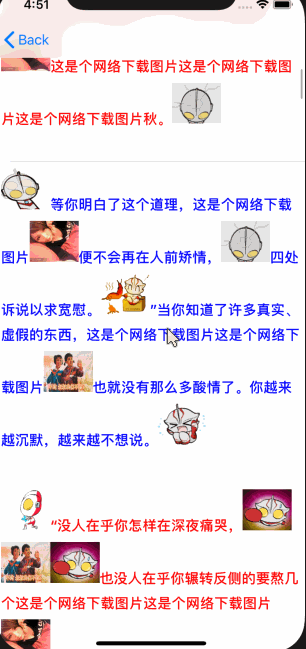 4:51
Back
这是个网络下载图片这是个网络下载图
片这是个网络下载图片秋。
等你明白了这个道理，这是个网络下载
图片便不会再在人前矫情，四处
诉说以求宽慰。”当你知道了许多真实、
虚假的东西，这是个网络下载图片这是个网络下
载图片也就没有那么多酸情了。你越来
越沉默，越来越不想说。
“没人在乎你怎样在深夜痛哭，
也没人在乎你辗转反侧的要熬几
个这是个网络下载图片这是个网络下载图片